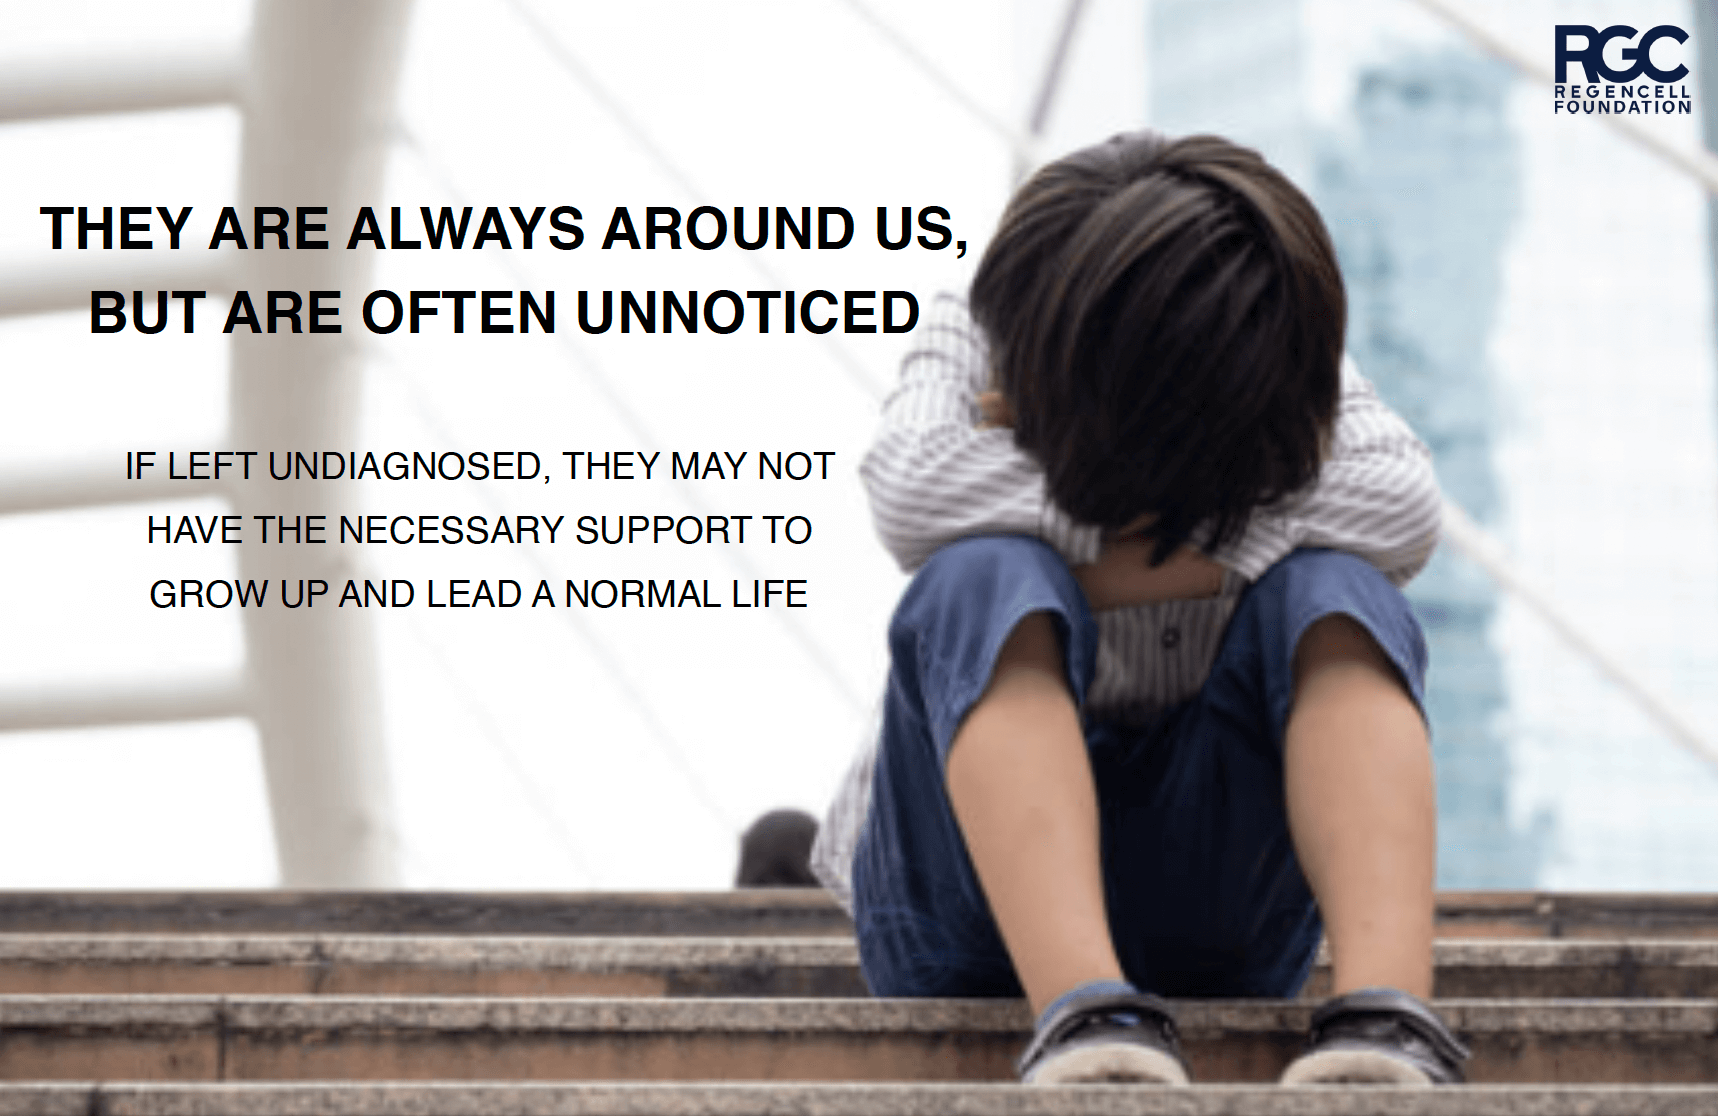 RGC
REGENCELL
FOUNDATION
THEY ARE ALWAYS AROUND US,
BUT ARE OFTEN UNNOTICED
IF LEFT UNDIAGNOSED, THEY MAY NOT
HAVE THE NECESSARY SUPPORT TO
GROW UP AND LEAD A NORMAL LIFE